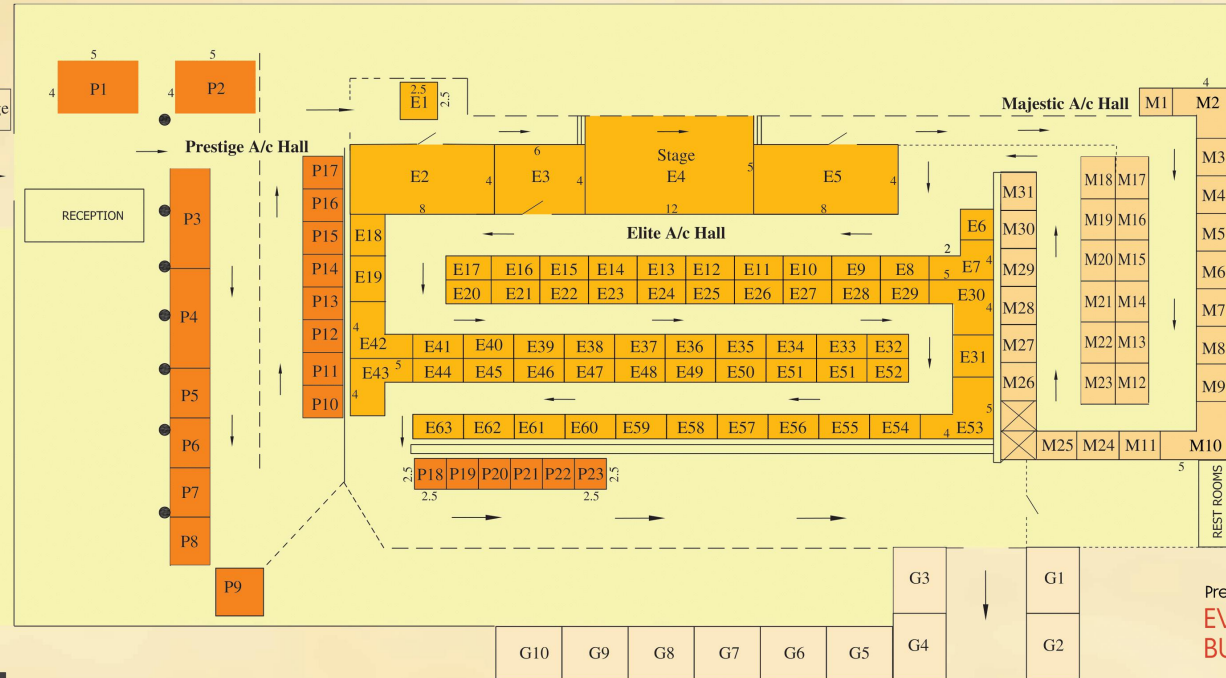 5
5
4
P1
4
P2
ge
2.5
E1
2.5
Majestic A/c Hall
M1
4
M2
Prestige A/c Hall
RECEPTION
P3
P4
P5
P6
P7
P8
P9
P17
P16
P15
P14
P13
P12
P11
P10
E2
4
8
6
E3
4
Stage
E4
5
12
E5
4
8
Elite A/c Hall
E18
E19
4
E42
E43
5
4
E6
2
E7
4
5
E17 E16 E15 E14 E13 E12 E11 E10 E9 E8
E20 E21 E22 E23 E24 E25 E26 E27 E28 E29 E30
4
E31
E41 E40 E39 E38 E37 E36 E35 E34 E33 E32
E44 E45 E46 E47 E48 E49 E50 E51 E51 E52
E63 E62 E61 E60 E59 E58 E57 E56 E55 E54
4
E53
5
2.5
P18 P19 P20 P21 P22 P23
2.5
2.5
2.5
M31
M30
M29
M28
M27
M26
M18 M17
M19 M16
M20 M15
M21 M14
M22 M13
M23 M12
M3
M4
M5
M6
M7
M8
M9
M25 M24 M11 M10
5
REST ROOMS
G3
G4
G1
G2
G10 G9 G8 G7 G6 G5
Pre
EV
BU